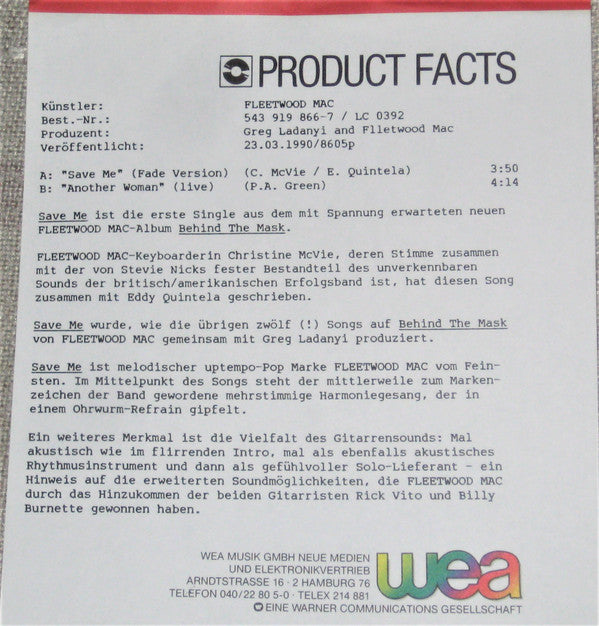 PRODUCT FACTS
Künstler: FLEETWOOD MAC
Best.-Nr.: 543 919 866-7 / LC 0392
Produzent: Greg Ladanyi and Flletwood Mac
Veröffentlicht: 23.03.1990/8605p
A: "Save Me" (Fade Version) (C. McVie / E. Quintela) 3:50
B: "Another Woman" (live) (P.A. Green) 4:14
Save Me ist die erste Single aus dem mit Spannung erwarteten neuen
FLEETWOOD MAC-Album Behind The Mask.
FLEETWOOD MAC-Keyboarderin Christine McVie, deren Stimme zusammen
mit der von Stevie Nicks fester Bestandteil des unverkennbaren
Sounds der britisch/amerikanischen Erfolgsband ist, hat diesen Song
zusammen mit Eddy Quintela geschrieben.
Save Me wurde, wie die übrigen zwölf (!) Songs auf Behind The Mask
von FLEETWOOD MAC gemeinsam mit Greg Ladanyi produziert.
Save Me ist melodischer uptempo-Pop Marke FLEETWOOD MAC vom Fein-
sten. Im Mittelpunkt des Songs steht der mittlerweile zum Marken-
zeichen der Band gewordene mehrstimmige Harmoniegesang, der in
einem Ohrwurm-Refrain gipfelt.
Ein weiteres Merkmal ist die Vielfalt des Gitarrensounds: Mal
akustisch wie im flirrenden Intro, mal als ebenfalls akustisches
Rhythmusinstrument und dann als gefühlvoller Solo-Lieferant - ein
Hinweis auf die erweiterten Soundmöglichkeiten, die FLEETWOOD MAC
durch das Hinzukommen der beiden Gitarristen Rick Vito und Billy
Burnette gewonnen haben.
WEA MUSIK GMBH NEUE MEDIEN
UND ELEKTRONIKVERTRIEB
ARNDTSTRASSE 16 · 2 HAMBURG 76
TELEFON 040/22 80 5-0 · TELEX 214 881
EINE WARNER COMMUNICATIONS GESELLSCHAFT
wea